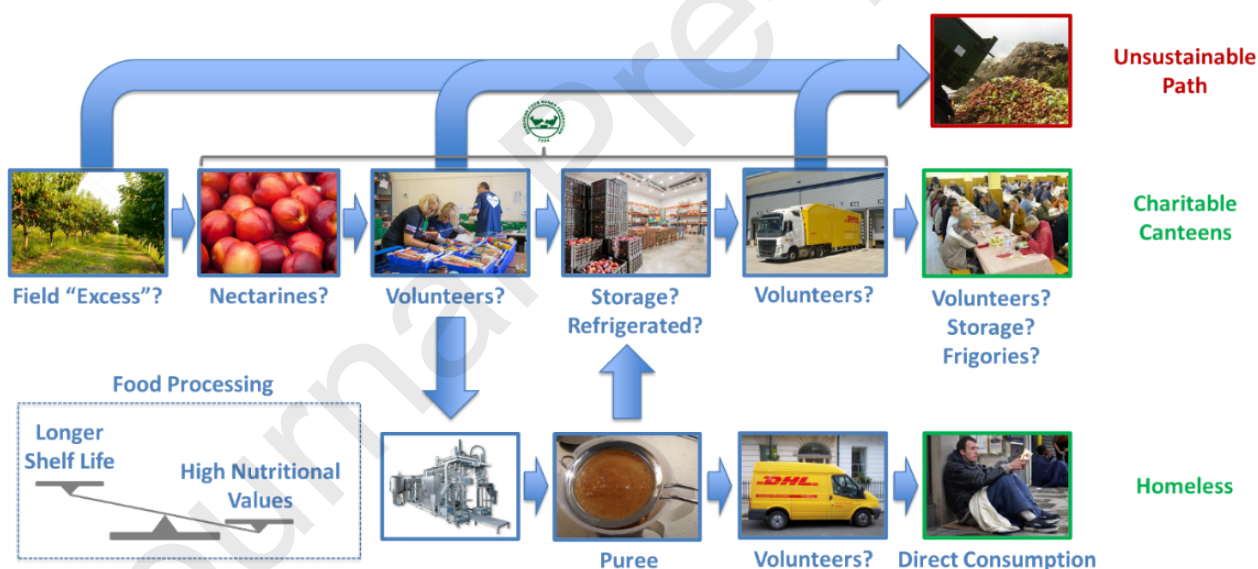 Unsustainable
Path
Field “Excess”?
Nectarines?
Volunteers?
Storage?
Refrigerated?
Volunteers?
Charitable
Canteens
Volunteers?
Storage?
Frigories?
Food Processing
Longer
Shelf Life
High Nutritional
Values
DHL
DHL
Puree
Volunteers?
Direct Consumption
Homeless